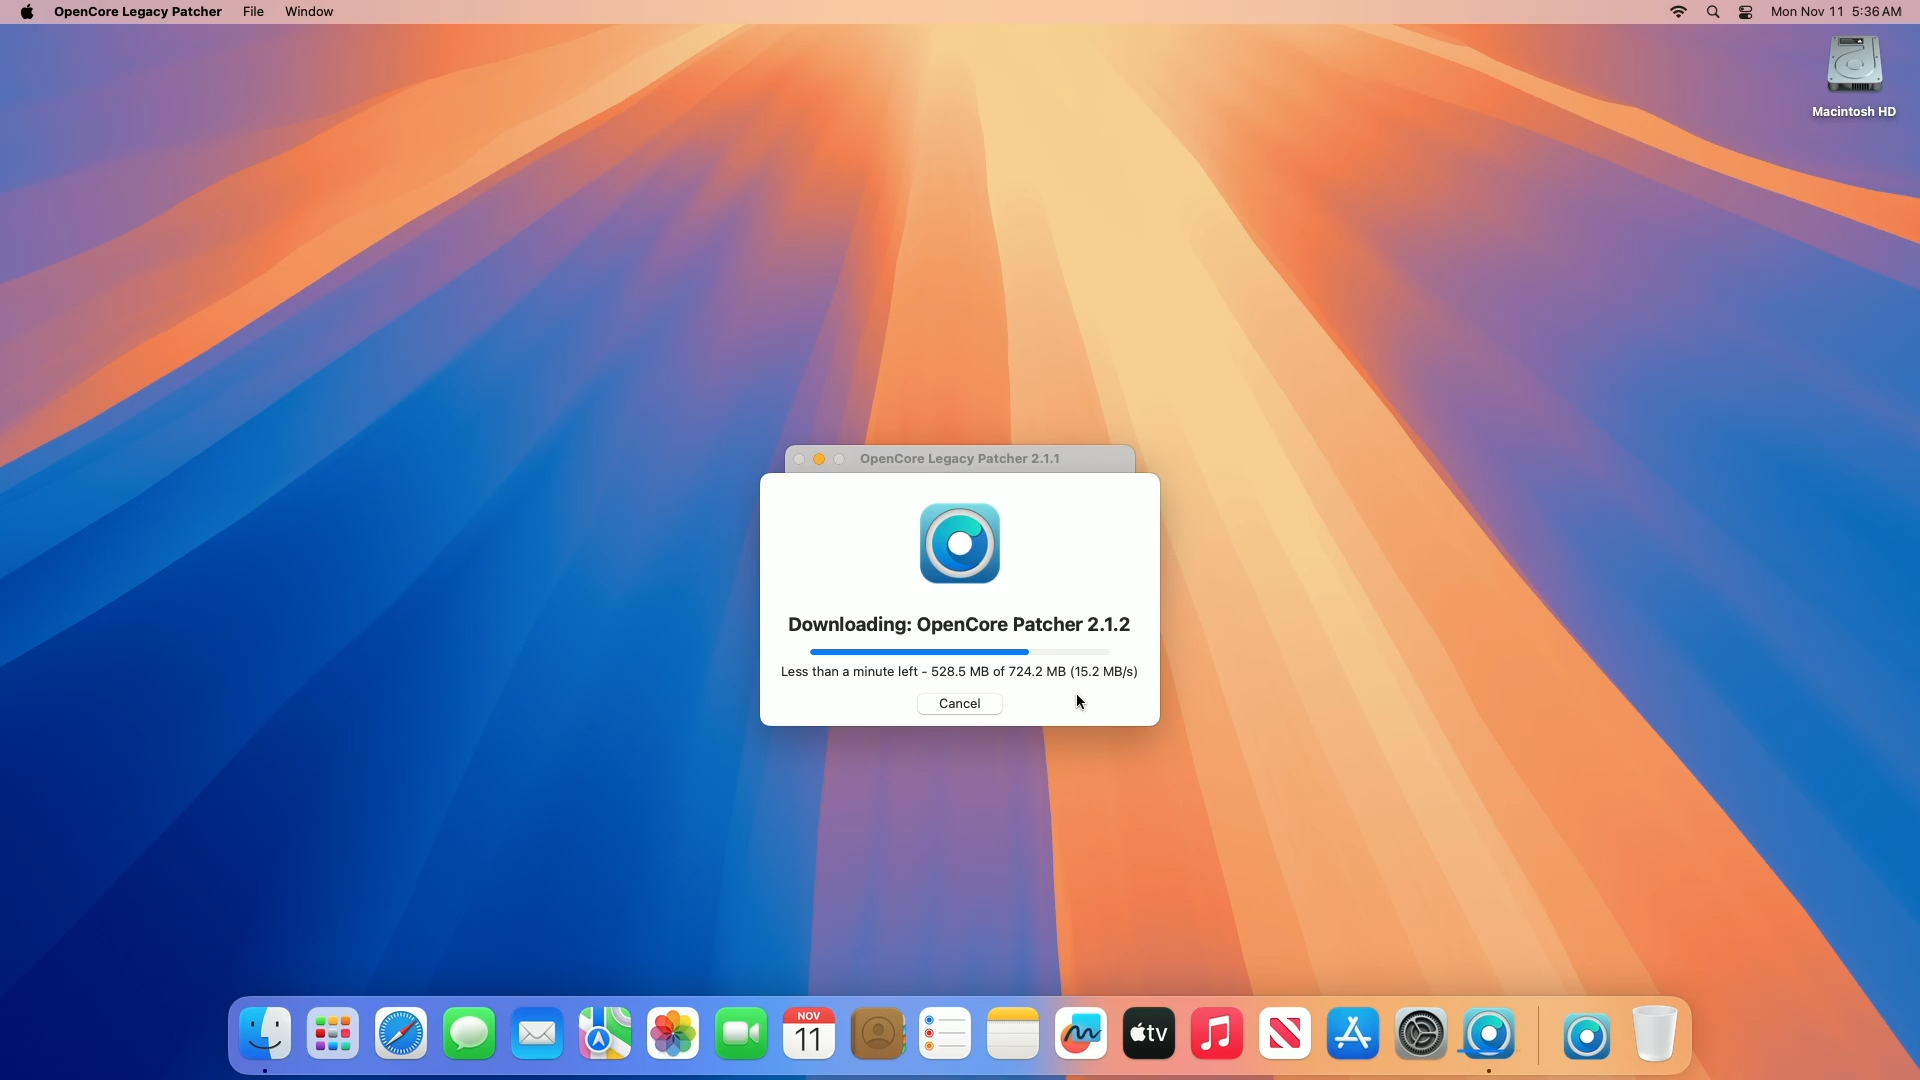 OpenCore Legacy Patcher File Window Mon Nov 11 5:36 AM
Macintosh HD
OpenCore Legacy Patcher 2.1.1
Downloading: OpenCore Patcher 2.1.2
Less than a minute left - 528.5 MB of 724.2 MB (15.2 MB/s)
Cancel
NOV
11
tv